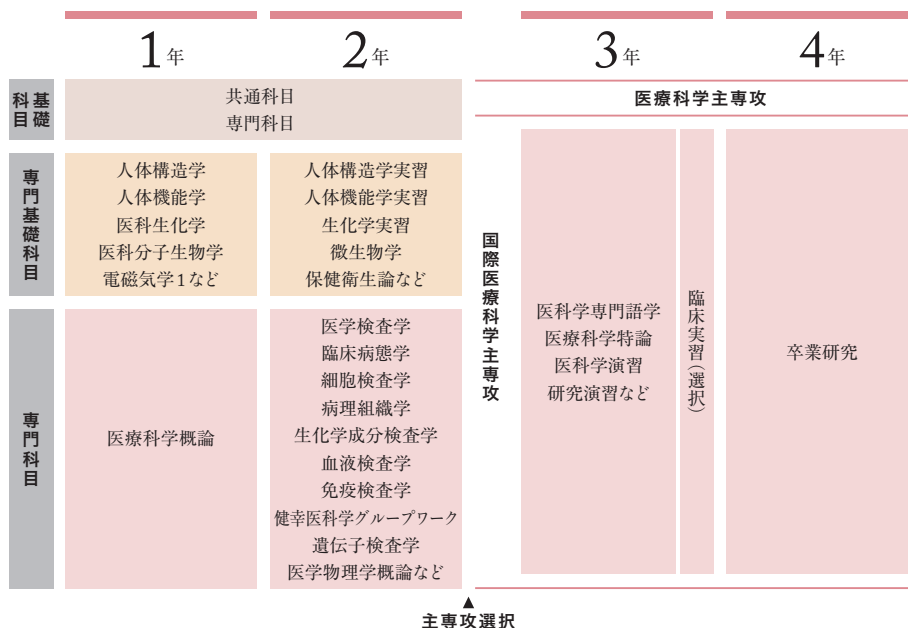 1年
2年
3年
4年
基礎科目
共通科目
専門科目
医療科学主専攻
専門基礎科目
人体構造学
人体機能学
医科生化学
医科分子生物学
電磁気学1など
人体構造学実習
人体機能学実習
生化学実習
微生物学
保健衛生論など
専門科目
医療科学概論
医学検査学
臨床病態学
細胞検査学
病理組織学
生化学成分検査学
血液検査学
免疫検査学
健幸医科学グループワーク
遺伝子検査学
医学物理学概論など
国際医療科学主専攻
医科学専門語学
医療科学特論
医科学演習
研究演習など
臨床実習(選択)
卒業研究
▲
主専攻選択